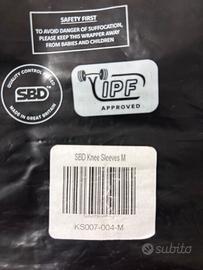 SAFETY FIRST
TO AVOID DANGER OF SUFFOCATION,
PLEASE KEEP THIS WRAPPER AWAY
FROM BABIES AND CHILDREN
QUALITY CONTROL
SBD
MADE IN GREAT BRITAIN
IPF
APPROVED
SBD Knee Sleeves M
KS007-004-M
subito